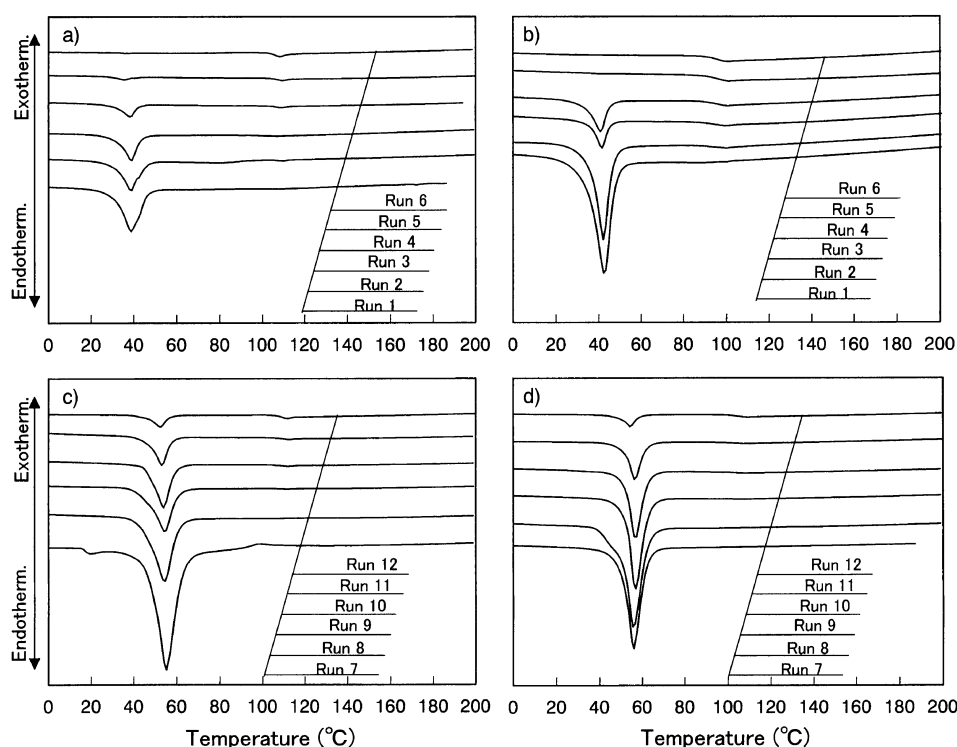 a)
b)
Exotherm.
Endotherm.
Run 6
Run 5
Run 4
Run 3
Run 2
Run 1
Run 6
Run 5
Run 4
Run 3
Run 2
Run 1
0 20 40 60 80 100 120 140 160 180 200
0 20 40 60 80 100 120 140 160 180 200
c)
d)
Exotherm.
Endotherm.
Run 12
Run 11
Run 10
Run 9
Run 8
Run 7
Run 12
Run 11
Run 10
Run 9
Run 8
Run 7
0 20 40 60 80 100 120 140 160 180 200
0 20 40 60 80 100 120 140 160 180 200
Temperature (℃)
Temperature (℃)